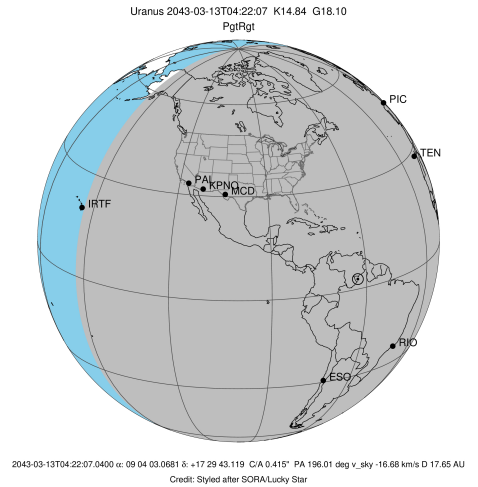 Uranus 2043-03-13T04:22:07 K14.84 G18.10
PgtRgt
PIC
TEN
PAL
KPNO
MCD
IRTF
RIO
ESO
2043-03-13T04:22:07.0400 α: 09 04 03.0681 δ: +17 29 43.119 C/A 0.415" PA 196.01 deg v_sky -16.68 km/s D 17.65 AU
Credit: Styled after SORA/Lucky Star